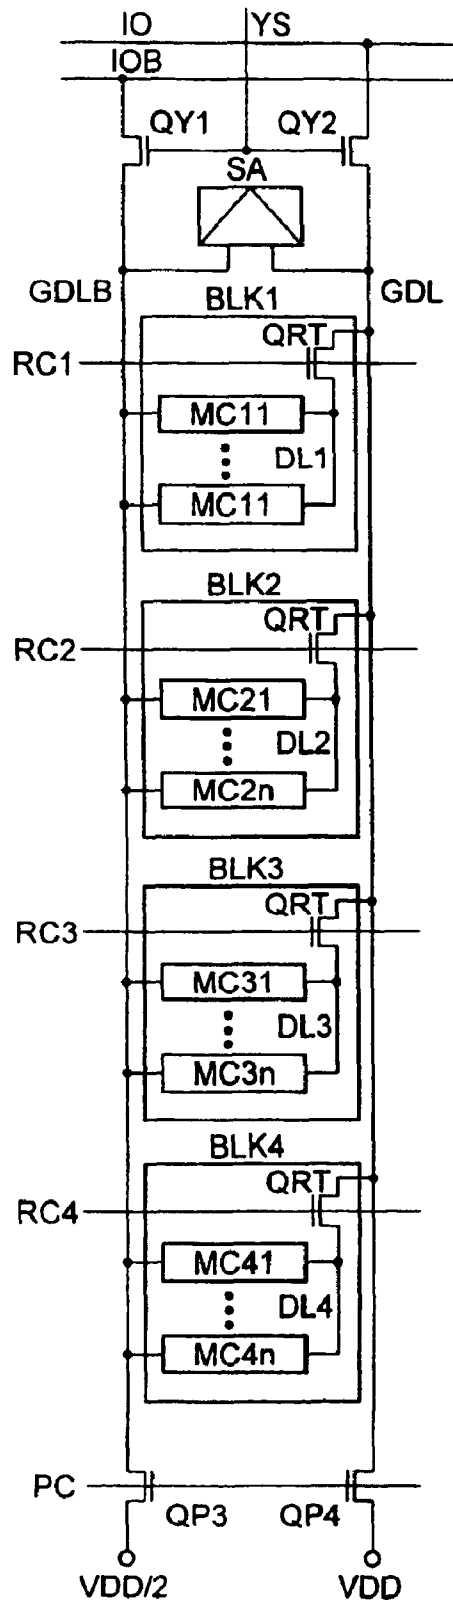 IO YS
IOB
QY1 QY2
SA
GDLB GDL
BLK1
QRT
RC1
MC11
DL1
MC11
BLK2
QRT
RC2
MC21
DL2
MC2n
BLK3
QRT
RC3
MC31
DL3
MC3n
BLK4
QRT
RC4
MC41
DL4
MC4n
PC
QP3 QP4
VDD/2 VDD